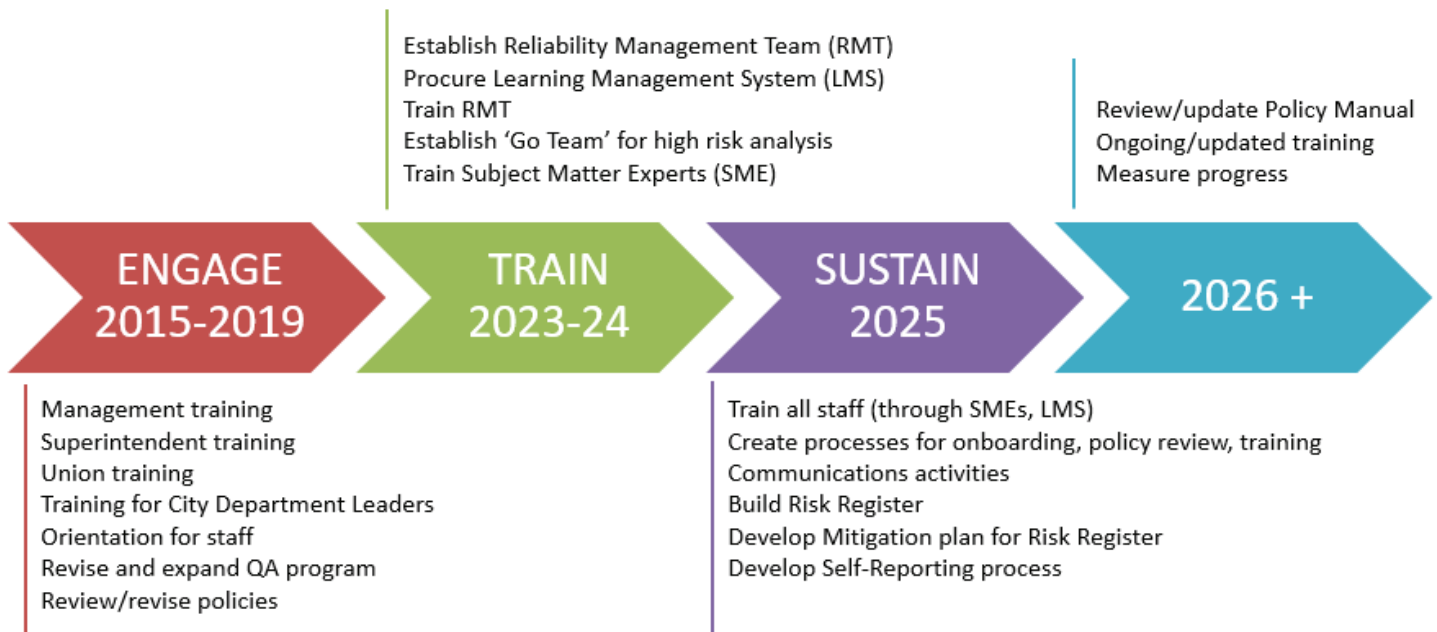 Establish Reliability Management Team (RMT)
Procure Learning Management System (LMS)
Train RMT
Establish ‘Go Team’ for high risk analysis
Train Subject Matter Experts (SME)
Review/update Policy Manual
Ongoing/updated training
Measure progress
ENGAGE
2015-2019
TRAIN
2023-24
SUSTAIN
2025
2026 +
Management training
Superintendent training
Union training
Training for City Department Leaders
Orientation for staff
Revise and expand QA program
Review/revise policies
Train all staff (through SMEs, LMS)
Create processes for onboarding, policy review, training
Communications activities
Build Risk Register
Develop Mitigation plan for Risk Register
Develop Self-Reporting process